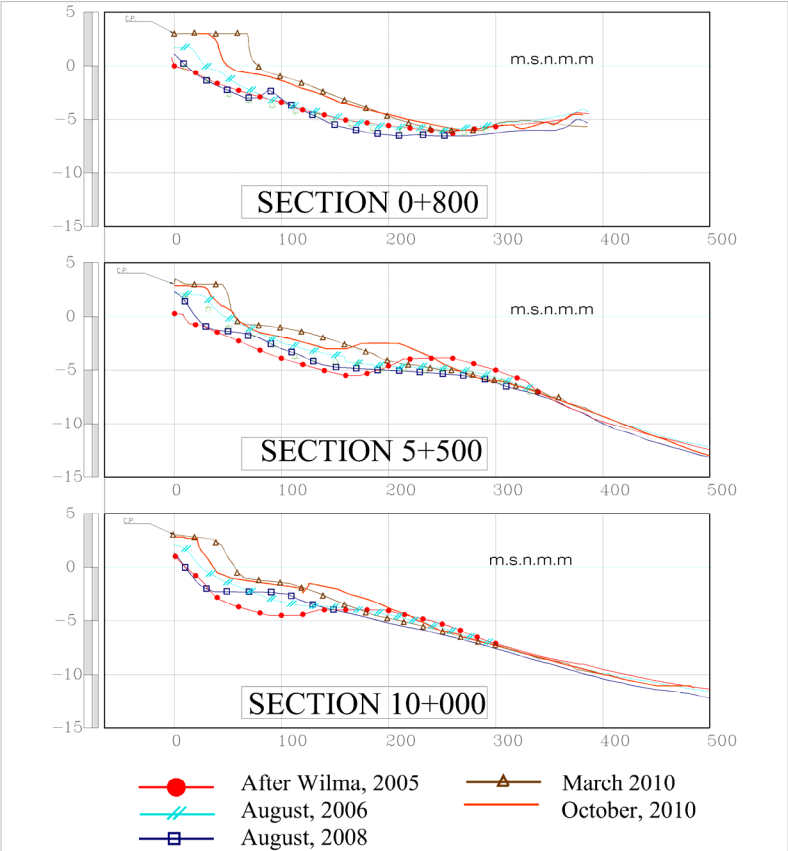 5
C.P.
m.s.n.m.m
0
−5
−10
SECTION 0+800
−15
0 100 200 300 400 500
5
C.P.
m.s.n.m.m
0
−5
−10
SECTION 5+500
−15
0 100 200 300 400 500
5
C.P.
m.s.n.m.m
0
−5
−10
SECTION 10+000
−15
0 100 200 300 400 500
After Wilma, 2005 March 2010
August, 2006 October, 2010
August, 2008